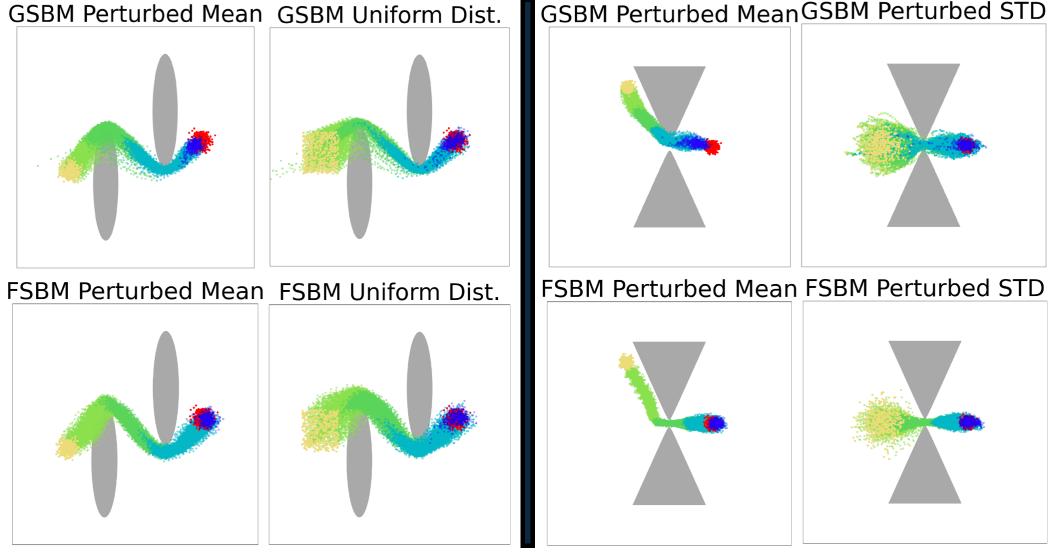 GSBM Perturbed Mean
GSBM Uniform Dist.
GSBM Perturbed Mean
GSBM Perturbed STD
FSBM Perturbed Mean
FSBM Uniform Dist.
FSBM Perturbed Mean
FSBM Perturbed STD